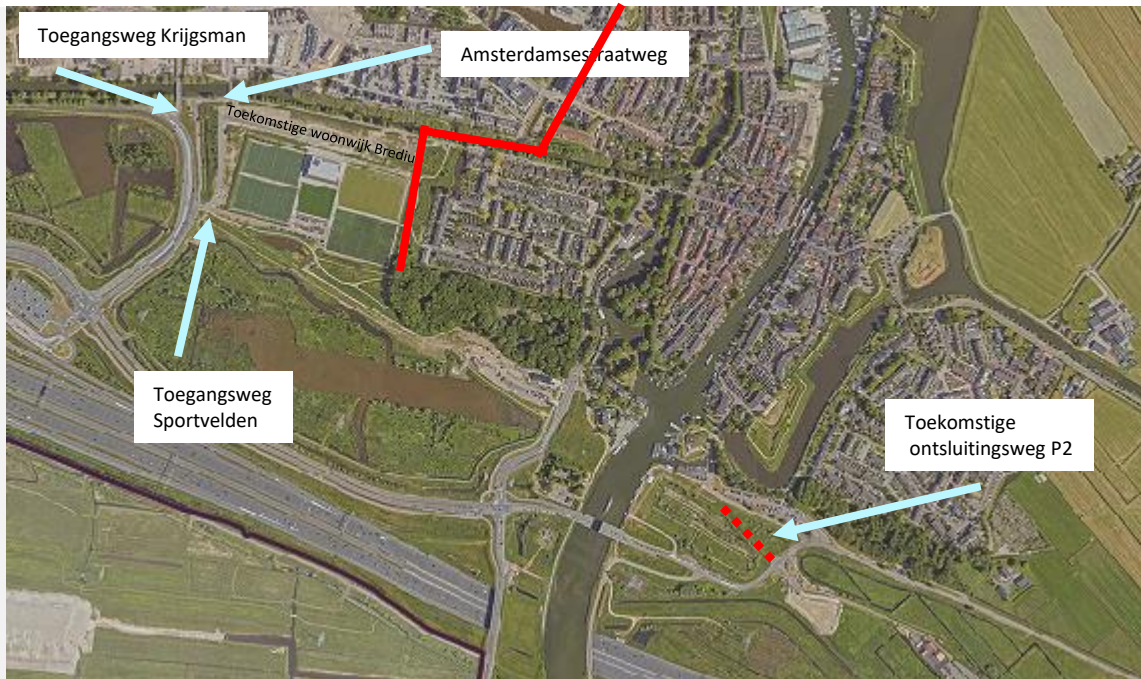 Toegangsweg Krijgsman
Amsterdamsestraatweg
Toekomstige woonwijk Brediu
Toegangsweg
Sportvelden
Toekomstige
ontsluitingsweg P2